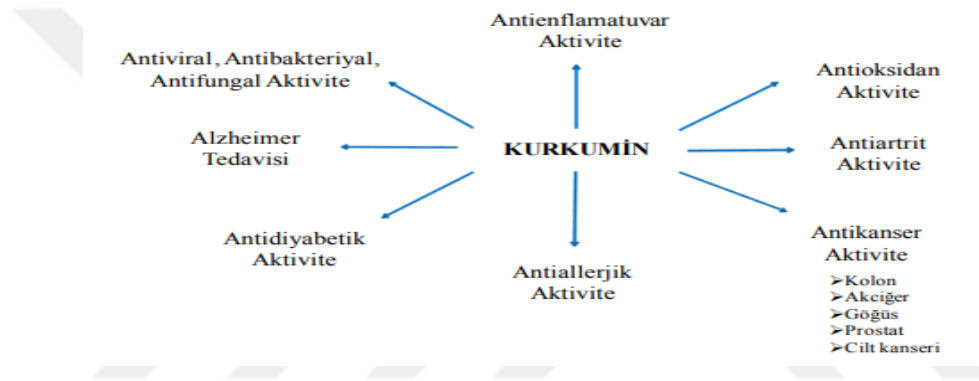 Antienflamatuvar
Aktivite
Antiviral, Antibakteriyal,
Antifungal Aktivite
Antioksidan
Aktivite
Alzheimer
Tedavisi
KURKUMİN
Antiartrit
Aktivite
Antidiyabetik
Aktivite
Antiallerjik
Aktivite
Antikanser
Aktivite
➢Kolon
➢Akciğer
➢Göğüs
➢Prostat
➢Cilt kanseri